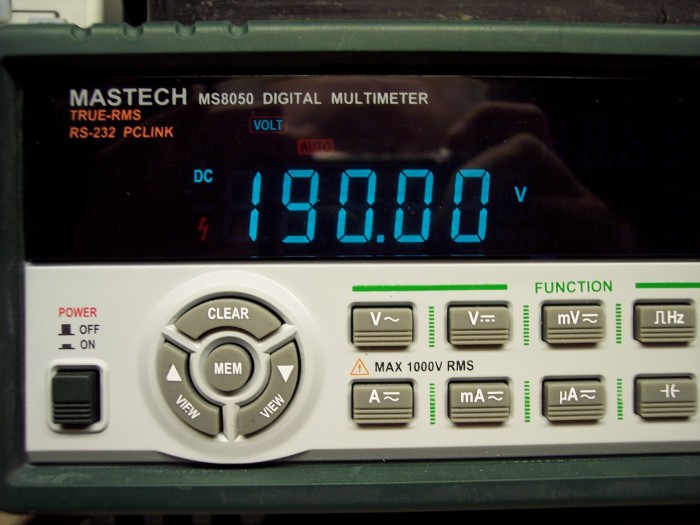 MASTECH MS8050 DIGITAL MULTIMETER
TRUE-RMS
RS-232 PCLINK
VOLT
AUTO
DC 190.00 V
FUNCTION
POWER
OFF
ON
CLEAR
MEM
VIEW
VIEW
V~ V⎓ mV≂ ⎍Hz
⚠ MAX 1000V RMS
A≂ mA≂ µA≂